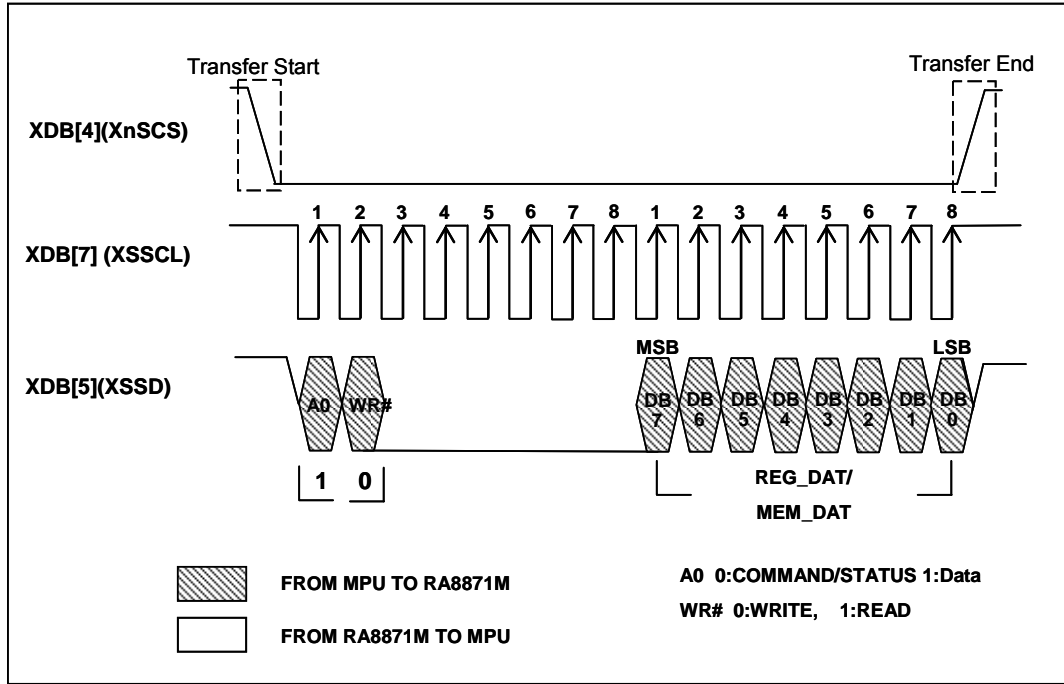 Transfer Start
Transfer End
XDB[4](XnSCS)
1 2 3 4 5 6 7 8 1 2 3 4 5 6 7 8
XDB[7] (XSSCL)
MSB LSB
XDB[5](XSSD)
A0 WR# DB 7 DB 6 DB 5 DB 4 DB 3 DB 2 DB 1 DB 0
1 0
REG_DAT/
MEM_DAT
FROM MPU TO RA8871M
A0 0:COMMAND/STATUS 1:Data
WR# 0:WRITE, 1:READ
FROM RA8871M TO MPU